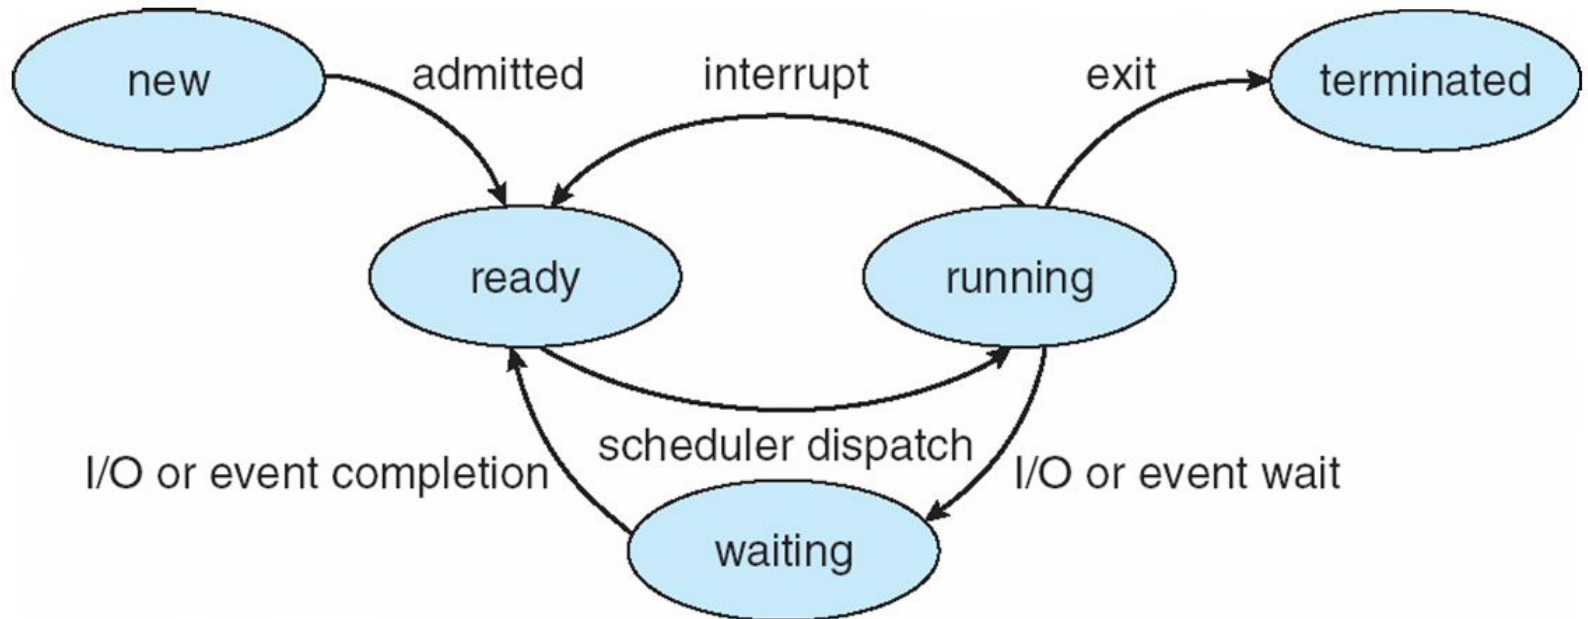 new
admitted
interrupt
exit
terminated
ready
running
scheduler dispatch
I/O or event completion
I/O or event wait
waiting